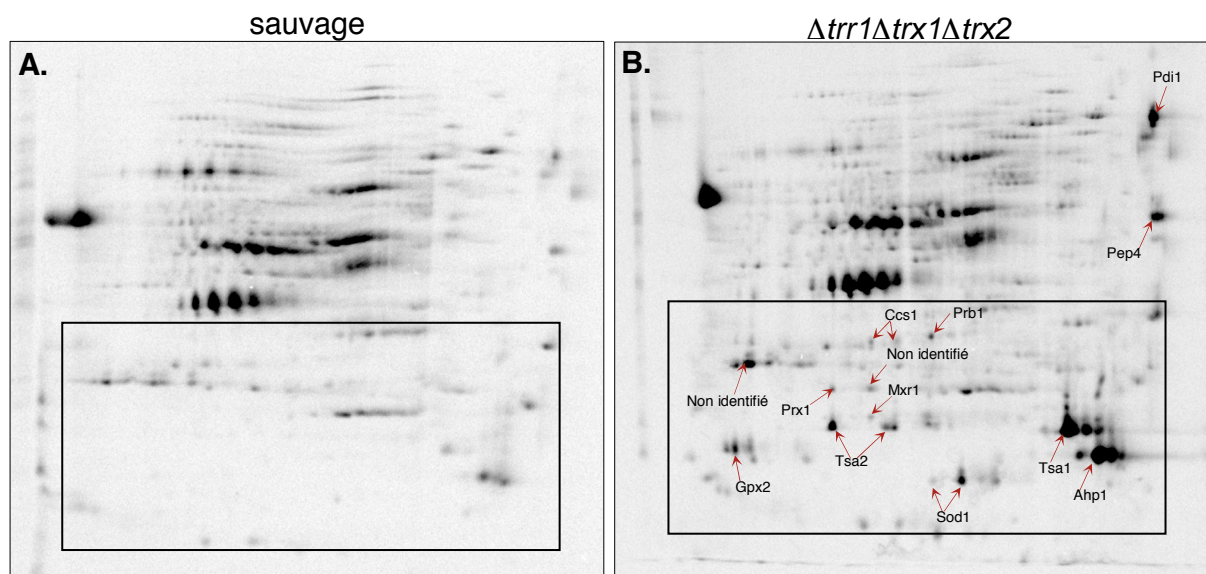 sauvage
Δtrr1Δtrx1Δtrx2
A.
B.
Pdi1
Pep4
Ccs1
Prb1
Non identifié
Non identifié
Prx1
Mxr1
Tsa2
Tsa1
Gpx2
Ahp1
Sod1